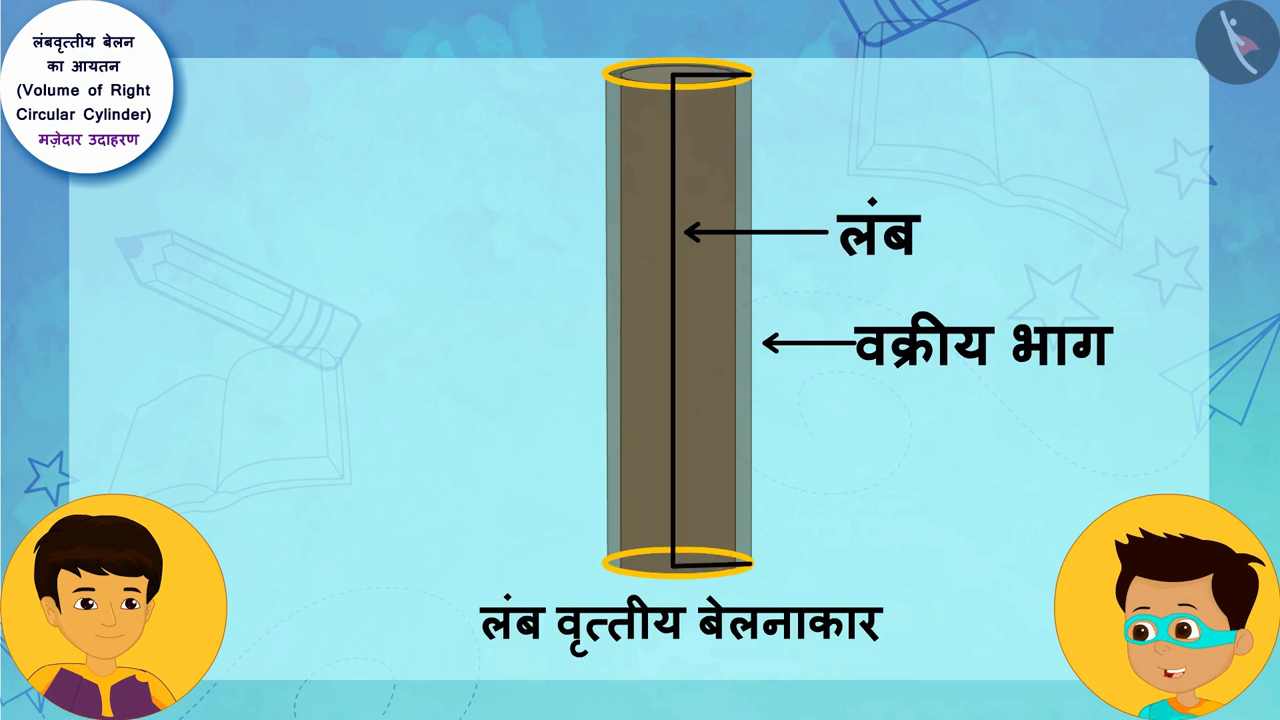 लंबवृत्तीय बेलन
का आयतन
(Volume of Right
Circular Cylinder)
मज़ेदार उदाहरण
लंब
वक्रीय भाग
लंब वृत्तीय बेलनाकार